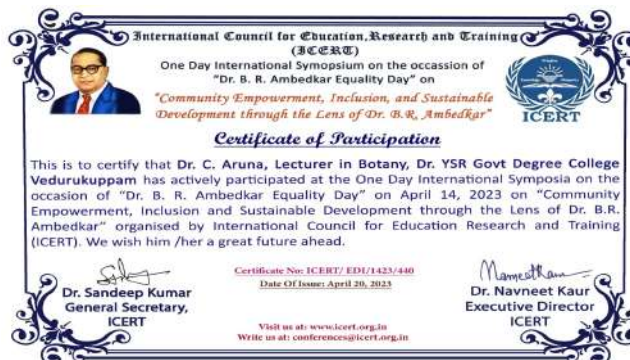 International Council for Education,Research and Training
(ICERT)
One Day International Symopsium on the occassion of
"Dr. B. R. Ambedkar Equality Day" on
"Community Empowerment, Inclusion, and Sustainable
Development through the Lens of Dr. B.R, Ambedkar"
ICERT
Certificate of Participation
This is to certify that Dr. C. Aruna, Lecturer in Botany, Dr. YSR Govt Degree College
Vedurukuppam has actively participated at the One Day International Symposia on the
occasion of "Dr. B. R. Ambedkar Equality Day" on April 14, 2023 on "Community
Empowerment, Inclusion and Sustainable Development through the Lens of Dr. B.R.
Ambedkar" organised by International Council for Education Research and Training
(ICERT). We wish him /her a great future ahead.
Certificate No: ICERT/ EDI/1423/440
Date Of Issue: April 20, 2023
Dr. Sandeep Kumar
General Secretary,
ICERT
Navneet Kaur
Dr. Navneet Kaur
Executive Director
ICERT
Visit us at: www.icert.org.in
Write us at: conferences@icert.org.in